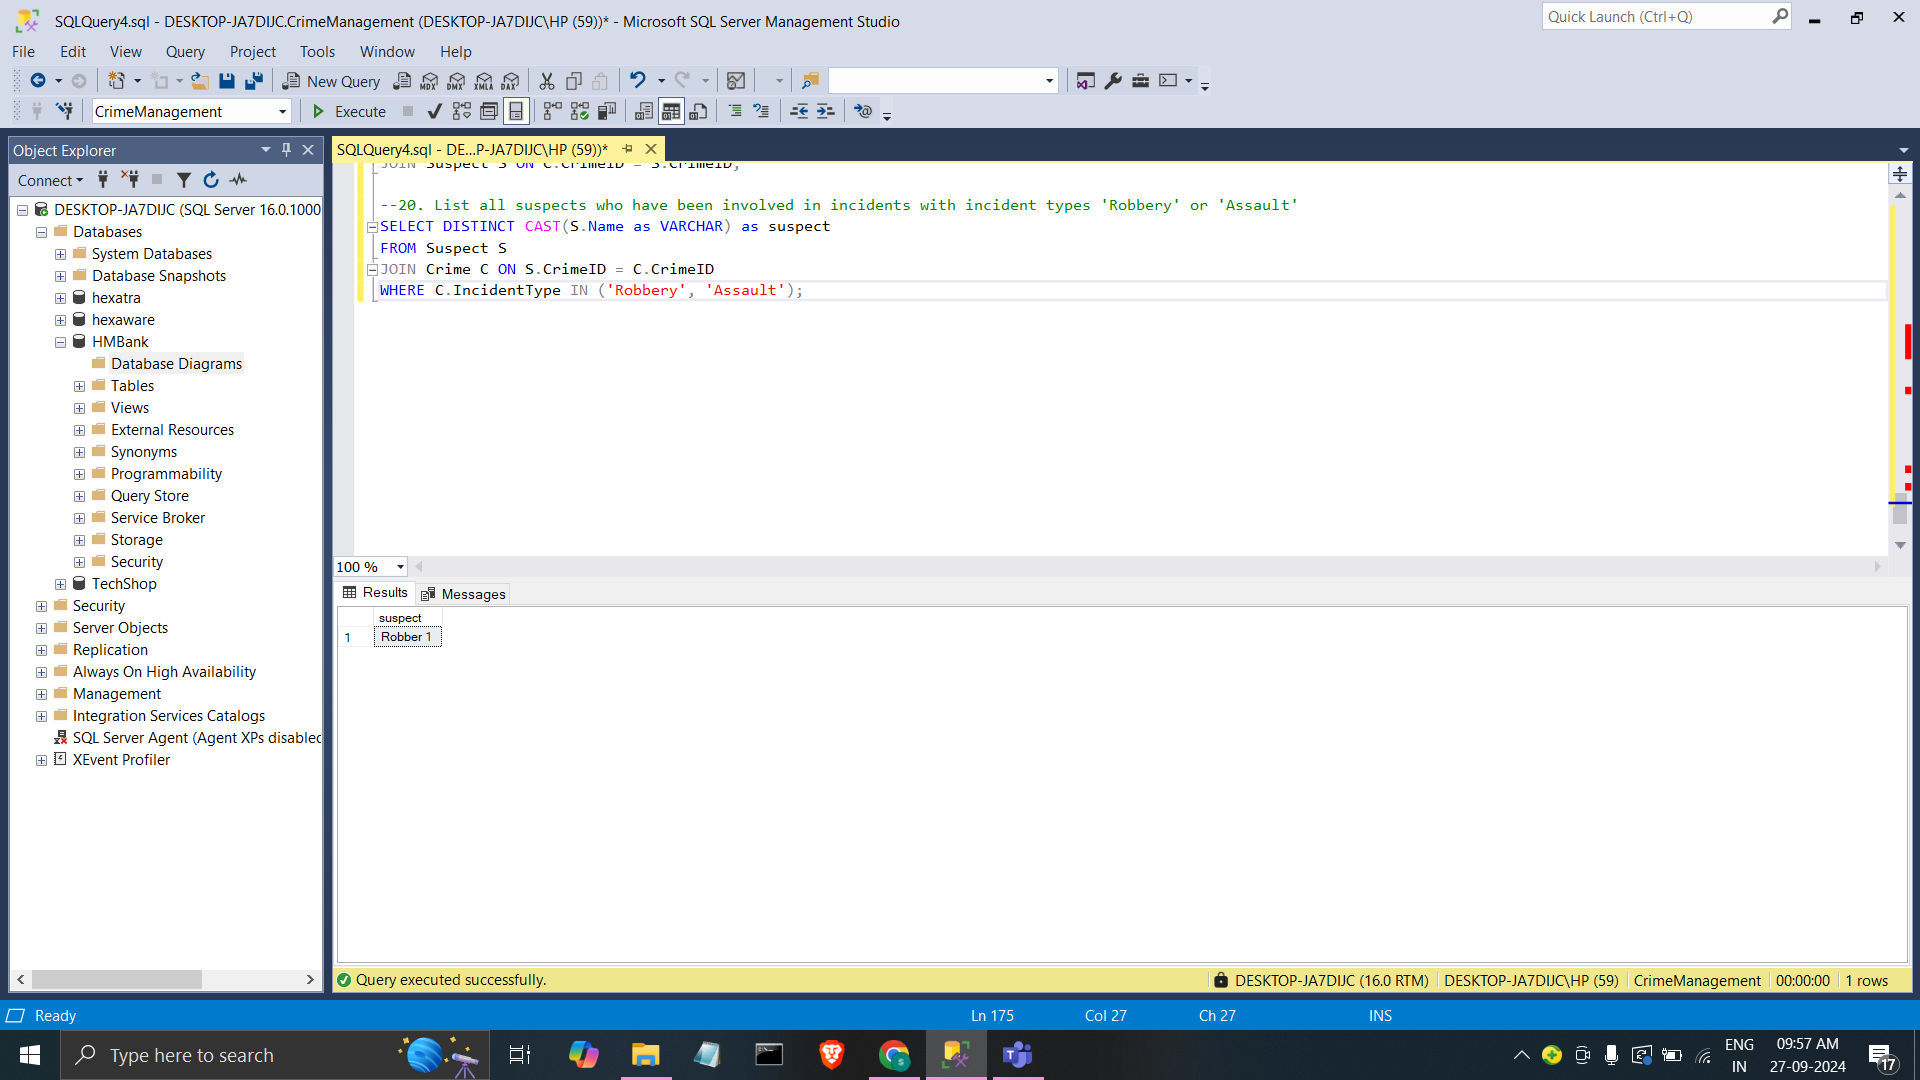 SQLQuery4.sql - DESKTOP-JA7DIJC.CrimeManagement (DESKTOP-JA7DIJC\HP (59))* - Microsoft SQL Server Management Studio
Quick Launch (Ctrl+Q)
File Edit View Query Project Tools Window Help
New Query MDX DMX XMLA DAX
CrimeManagement Execute
Object Explorer
Connect
DESKTOP-JA7DIJC (SQL Server 16.0.1000
Databases
System Databases
Database Snapshots
hexatra
hexaware
HMBank
Database Diagrams
Tables
Views
External Resources
Synonyms
Programmability
Query Store
Service Broker
Storage
Security
TechShop
Security
Server Objects
Replication
Always On High Availability
Management
Integration Services Catalogs
SQL Server Agent (Agent XPs disabled
XEvent Profiler
SQLQuery4.sql - DE...P-JA7DIJC\HP (59))*
JOIN Suspect S ON C.CrimeID = S.CrimeID;
--20. List all suspects who have been involved in incidents with incident types 'Robbery' or 'Assault'
SELECT DISTINCT CAST(S.Name as VARCHAR) as suspect
FROM Suspect S
JOIN Crime C ON S.CrimeID = C.CrimeID
WHERE C.IncidentType IN ('Robbery', 'Assault');
100 %
Results Messages
suspect
1 Robber 1
Query executed successfully.
DESKTOP-JA7DIJC (16.0 RTM) DESKTOP-JA7DIJC\HP (59) CrimeManagement 00:00:00 1 rows
Ready Ln 175 Col 27 Ch 27 INS
Type here to search
ENG
IN
09:57 AM
27-09-2024
17